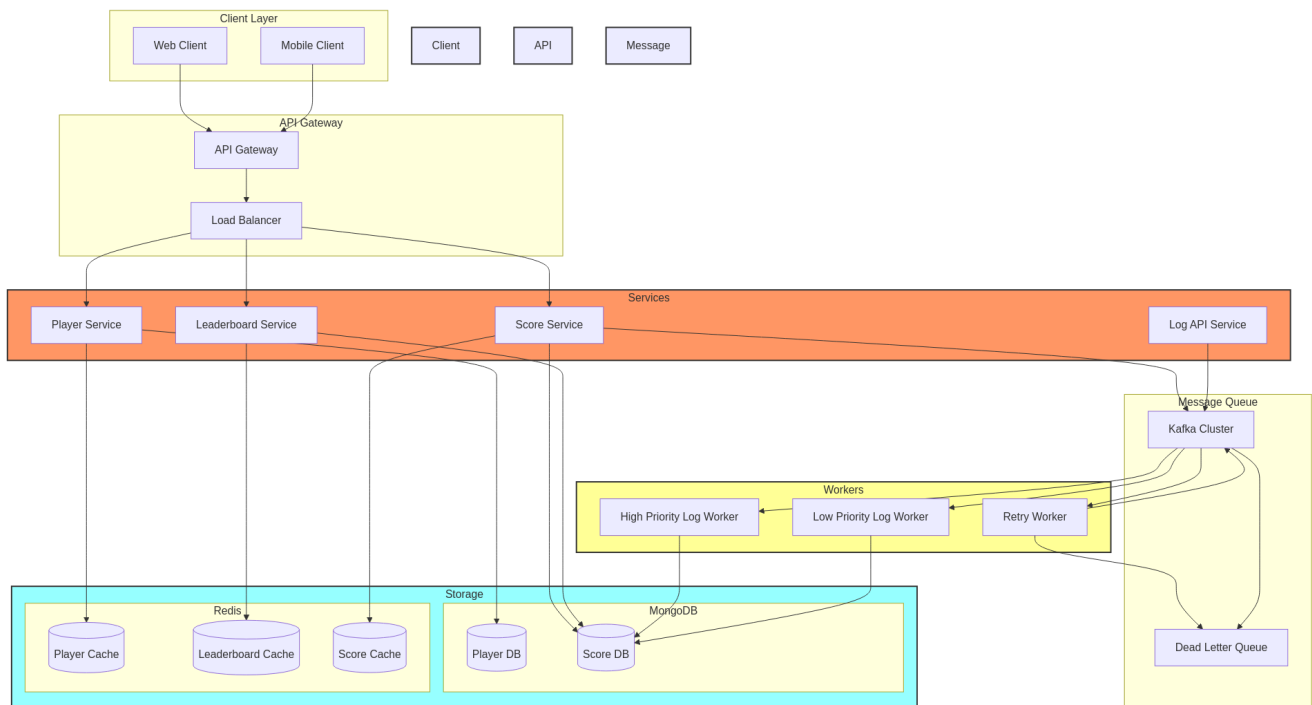 Client Layer
Web Client
Mobile Client
Client
API
Message
API Gateway
API Gateway
Load Balancer
Services
Player Service
Leaderboard Service
Score Service
Log API Service
Message Queue
Kafka Cluster
Workers
High Priority Log Worker
Low Priority Log Worker
Retry Worker
Storage
Redis
MongoDB
Player Cache
Leaderboard Cache
Score Cache
Player DB
Score DB
Dead Letter Queue